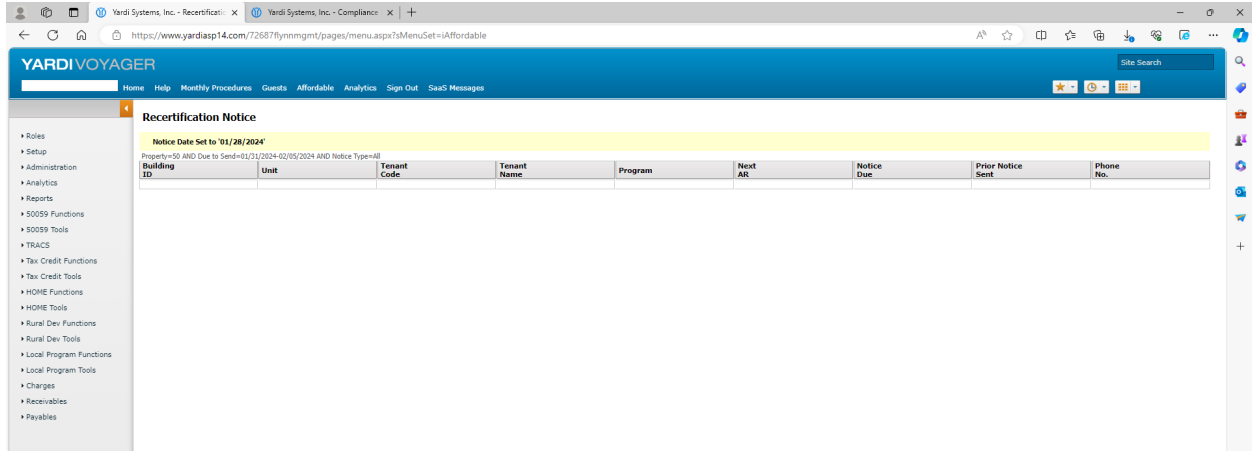 Yardi Systems, Inc. - Recertificatio
Yardi Systems, Inc. - Compliance
https://www.yardiasp14.com/72687flynnmgmt/pages/menu.aspx?sMenuSet=iAffordable
YARDI VOYAGER
Site Search
Home Help Monthly Procedures Guests Affordable Analytics Sign Out SaaS Messages
Recertification Notice
Notice Date Set to '01/28/2024'
Property=50 AND Due to Send=01/31/2024-02/05/2024 AND Notice Type=All
Building ID Unit Tenant Code Tenant Name Program Next AR Notice Due Prior Notice Sent Phone No.
Roles
Setup
Administration
Analytics
Reports
50059 Functions
50059 Tools
TRACS
Tax Credit Functions
Tax Credit Tools
HOME Functions
HOME Tools
Rural Dev Functions
Rural Dev Tools
Local Program Functions
Local Program Tools
Charges
Receivables
Payables